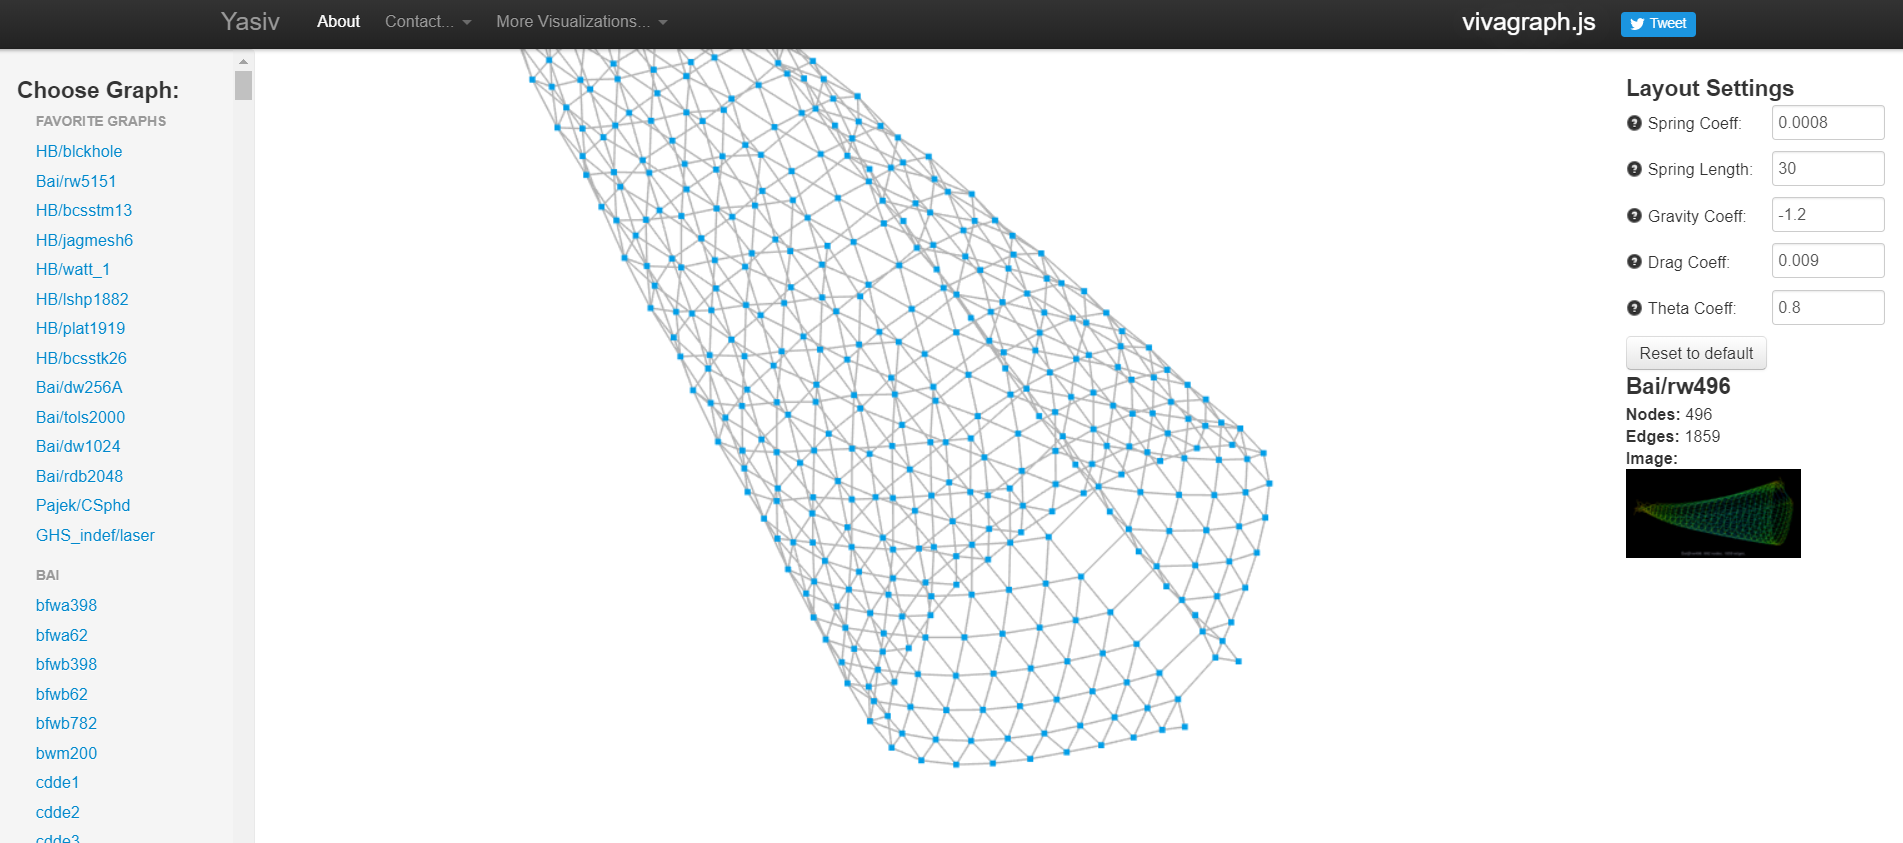 Yasiv About Contact... More Visualizations... vivagraph.js Tweet
Choose Graph:
FAVORITE GRAPHS
HB/blckhole
Bai/rw5151
HB/bcsstm13
HB/jagmesh6
HB/watt_1
HB/lshp1882
HB/plat1919
HB/bcsstk26
Bai/dw256A
Bai/tols2000
Bai/dw1024
Bai/rdb2048
Pajek/CSphd
GHS_indef/laser
BAI
bfwa398
bfwa62
bfwb398
bfwb62
bfwb782
bwm200
cdde1
cdde2
cdde3
Layout Settings
Spring Coeff: 0.0008
Spring Length: 30
Gravity Coeff: -1.2
Drag Coeff: 0.009
Theta Coeff: 0.8
Reset to default
Bai/rw496
Nodes: 496
Edges: 1859
Image: